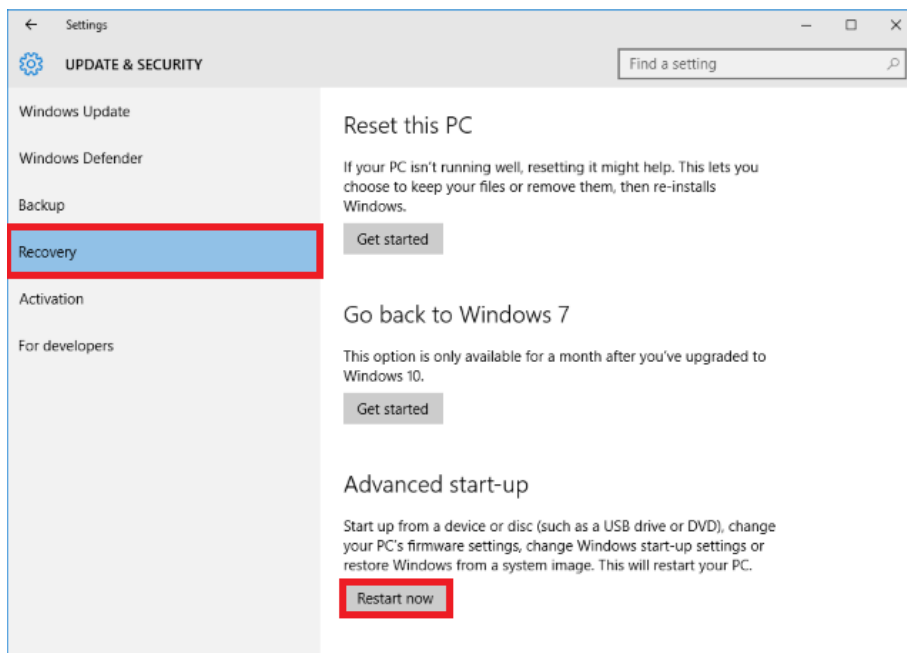 Settings
UPDATE & SECURITY
Find a setting
Windows Update
Windows Defender
Backup
Recovery
Activation
For developers
Reset this PC
If your PC isn't running well, resetting it might help. This lets you
choose to keep your files or remove them, then re-installs
Windows.
Get started
Go back to Windows 7
This option is only available for a month after you've upgraded to
Windows 10.
Get started
Advanced start-up
Start up from a device or disc (such as a USB drive or DVD), change
your PC's firmware settings, change Windows start-up settings or
restore Windows from a system image. This will restart your PC.
Restart now